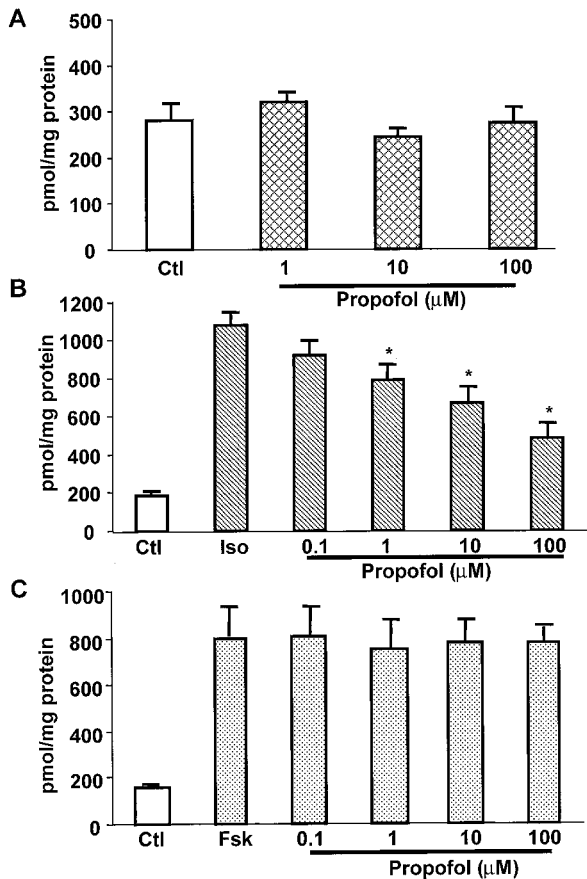 A
pmol/mg protein
500
400
300
200
100
0
Ctl 1 10 100
Propofol (µM)
B
pmol/mg protein
1200
1000
800
600
400
200
0
* * *
Ctl Iso 0.1 1 10 100
Propofol (µM)
C
pmol/mg protein
1000
800
600
400
200
0
Ctl Fsk 0.1 1 10 100
Propofol (µM)